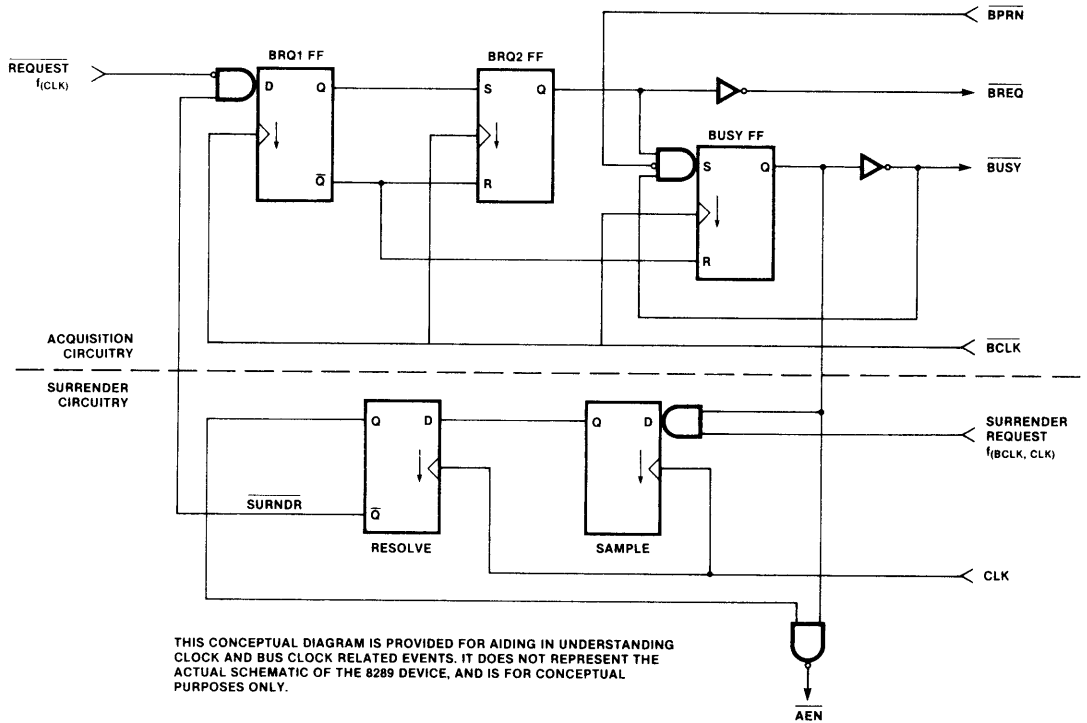 BPRN
BRQ1 FF
BRQ2 FF
REQUEST
f(CLK)
D
Q
S
Q
BREQ
BUSY FF
S
Q
BUSY
Q
R
R
ACQUISITION
CIRCUITRY
BCLK
SURRENDER
CIRCUITRY
Q
D
Q
D
SURRENDER
REQUEST
f(BCLK, CLK)
SURNDR
Q
RESOLVE
SAMPLE
CLK
THIS CONCEPTUAL DIAGRAM IS PROVIDED FOR AIDING IN UNDERSTANDING
CLOCK AND BUS CLOCK RELATED EVENTS. IT DOES NOT REPRESENT THE
ACTUAL SCHEMATIC OF THE 8289 DEVICE, AND IS FOR CONCEPTUAL
PURPOSES ONLY.
AEN